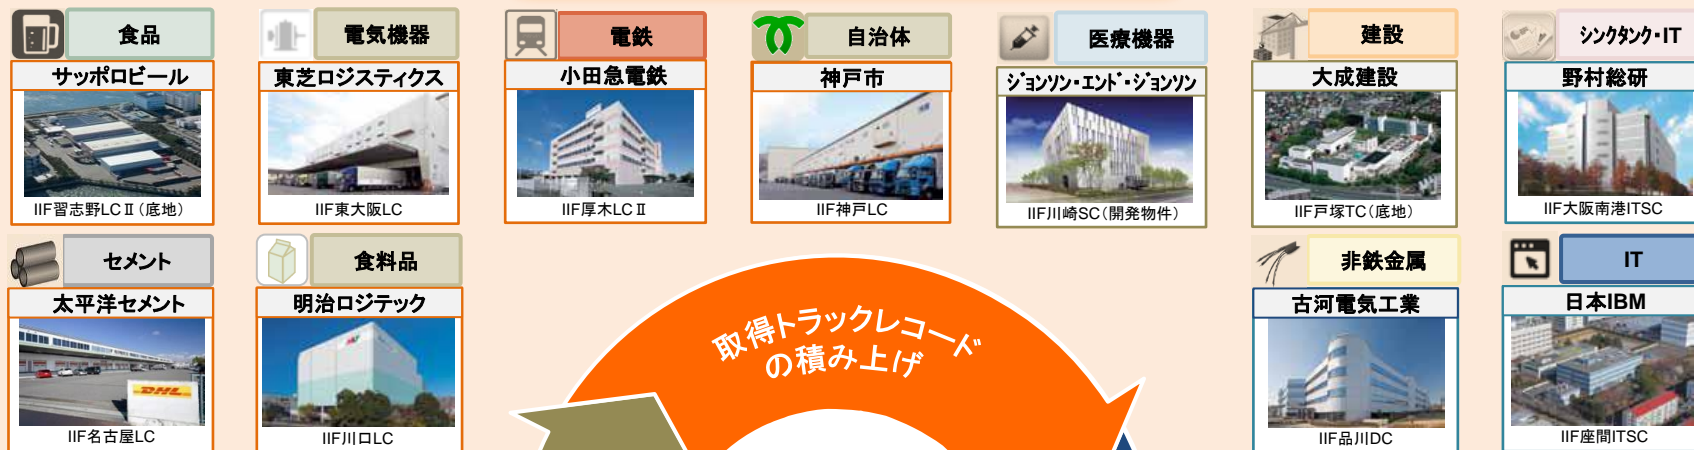 食品
電気機器
電鉄
自治体
医療機器
建設
シンクタンク・IT
サッポロビール
東芝ロジスティクス
小田急電鉄
神戸市
ジョンソン・エンド・ジョンソン
大成建設
野村総研
IIF習志野LCⅡ(底地)
IIF東大阪LC
IIF厚木LCⅡ
IIF神戸LC
IIF川崎SC(開発物件)
IIF戸塚TC(底地)
IIF大阪南港ITSC
セメント
食料品
非鉄金属
IT
太平洋セメント
明治ロジテック
古河電気工業
日本IBM
取得トラックレコード
の積み上げ
DHL
IIF名古屋LC
IIF川口LC
IIF品川DC
IIF座間ITSC